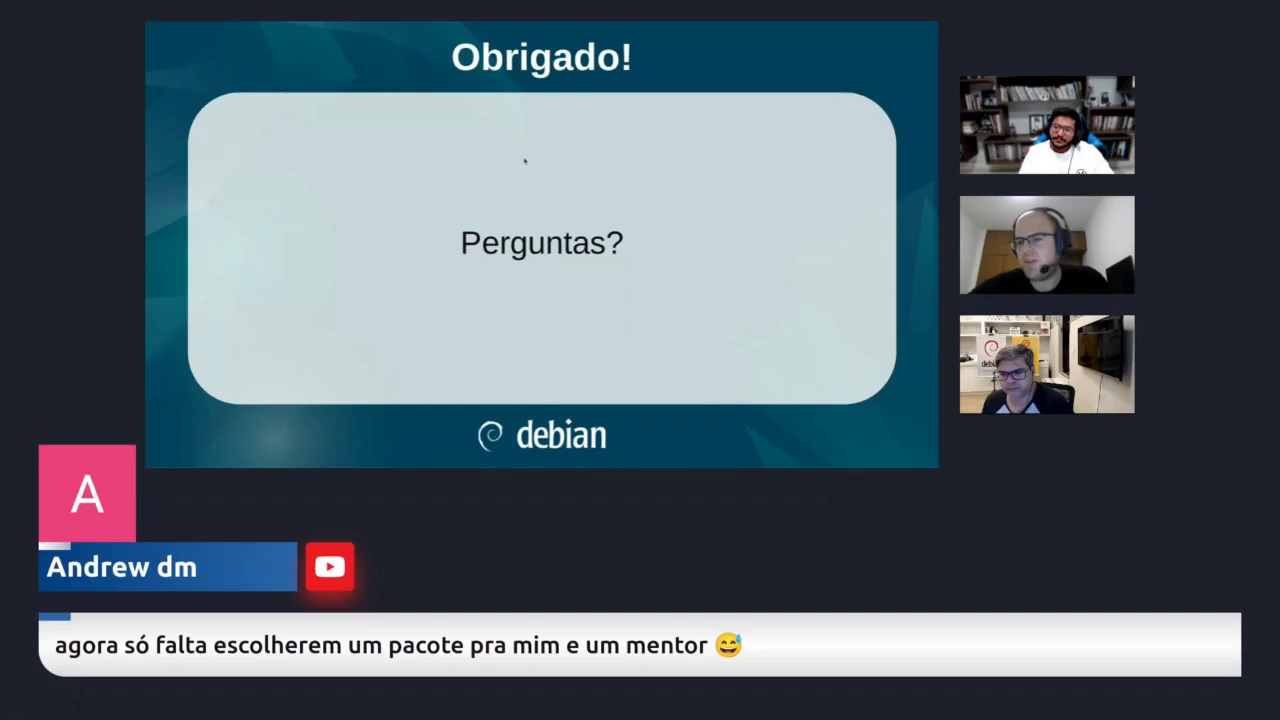 Obrigado!
Perguntas?
debian
A
Andrew dm
agora só falta escolherem um pacote pra mim e um mentor 😅